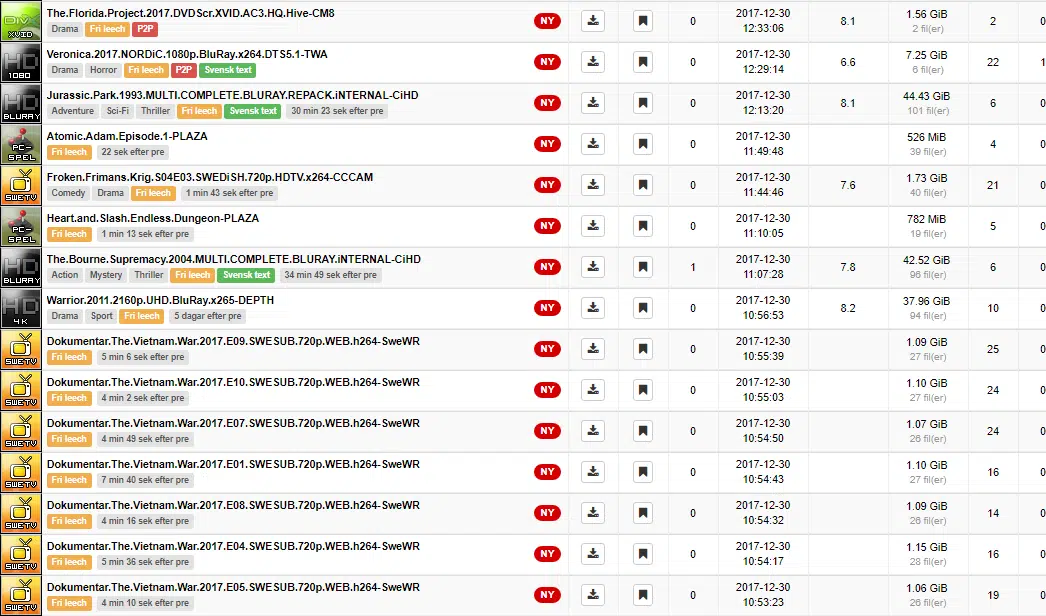 DivX XVID The.Florida.Project.2017.DVDScr.XVID.AC3.HQ.Hive-CM8 NY 0 2017-12-30 8.1 1.56 GiB 2 0
Drama Fri leech P2P 12:33:06 2 fil(er)
HD 1080 Veronica.2017.NORDiC.1080p.BluRay.x264.DTS5.1-TWA NY 0 2017-12-30 6.6 7.25 GiB 22 1
Drama Horror Fri leech P2P Svensk text 12:29:14 6 fil(er)
HD BLURAY Jurassic.Park.1993.MULTI.COMPLETE.BLURAY.REPACK.iNTERNAL-CiHD NY 0 2017-12-30 8.1 44.43 GiB 6 0
Adventure Sci-Fi Thriller Fri leech Svensk text 30 min 23 sek efter pre 12:13:20 101 fil(er)
PC-SPEL Atomic.Adam.Episode.1-PLAZA NY 0 2017-12-30 526 MiB 4 0
Fri leech 22 sek efter pre 11:49:48 39 fil(er)
SWETV Froken.Frimans.Krig.S04E03.SWEDiSH.720p.HDTV.x264-CCCAM NY 0 2017-12-30 7.6 1.73 GiB 21 0
Comedy Drama Fri leech 1 min 43 sek efter pre 11:44:46 40 fil(er)
PC-SPEL Heart.and.Slash.Endless.Dungeon-PLAZA NY 0 2017-12-30 782 MiB 5 0
Fri leech 1 min 13 sek efter pre 11:10:05 19 fil(er)
HD BLURAY The.Bourne.Supremacy.2004.MULTI.COMPLETE.BLURAY.iNTERNAL-CiHD NY 1 2017-12-30 7.8 42.52 GiB 6 0
Action Mystery Thriller Fri leech Svensk text 34 min 49 sek efter pre 11:07:28 96 fil(er)
HD 4K Warrior.2011.2160p.UHD.BluRay.x265-DEPTH NY 0 2017-12-30 8.2 37.96 GiB 10 0
Drama Sport Fri leech 5 dagar efter pre 10:56:53 94 fil(er)
SWETV Dokumentar.The.Vietnam.War.2017.E09.SWESUB.720p.WEB.h264-SweWR NY 0 2017-12-30 1.09 GiB 25 0
Fri leech 5 min 6 sek efter pre 10:55:39 27 fil(er)
SWETV Dokumentar.The.Vietnam.War.2017.E10.SWESUB.720p.WEB.h264-SweWR NY 0 2017-12-30 1.10 GiB 24 0
Fri leech 4 min 2 sek efter pre 10:55:03 27 fil(er)
SWETV Dokumentar.The.Vietnam.War.2017.E07.SWESUB.720p.WEB.h264-SweWR NY 0 2017-12-30 1.07 GiB 24 0
Fri leech 4 min 49 sek efter pre 10:54:50 26 fil(er)
SWETV Dokumentar.The.Vietnam.War.2017.E01.SWESUB.720p.WEB.h264-SweWR NY 0 2017-12-30 1.10 GiB 16 0
Fri leech 7 min 40 sek efter pre 10:54:43 27 fil(er)
SWETV Dokumentar.The.Vietnam.War.2017.E08.SWESUB.720p.WEB.h264-SweWR NY 0 2017-12-30 1.09 GiB 14 0
Fri leech 4 min 16 sek efter pre 10:54:32 26 fil(er)
SWETV Dokumentar.The.Vietnam.War.2017.E04.SWESUB.720p.WEB.h264-SweWR NY 0 2017-12-30 1.15 GiB 16 0
Fri leech 5 min 36 sek efter pre 10:54:17 28 fil(er)
SWETV Dokumentar.The.Vietnam.War.2017.E05.SWESUB.720p.WEB.h264-SweWR NY 0 2017-12-30 1.06 GiB 19 0
Fri leech 4 min 10 sek efter pre 10:53:23 26 fil(er)